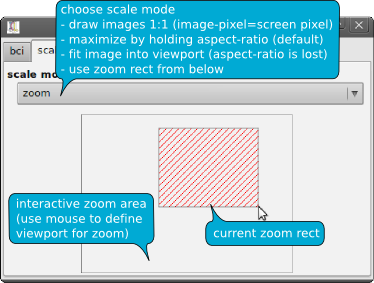 choose scale mode
- draw images 1:1 (image-pixel=screen pixel)
- maximize by holding aspect-ratio (default)
- fit image into viewport (aspect-ratio is lost)
- use zoom rect from below
bci
scale
zoom
interactive zoom area
(use mouse to define
viewport for zoom)
current zoom rect